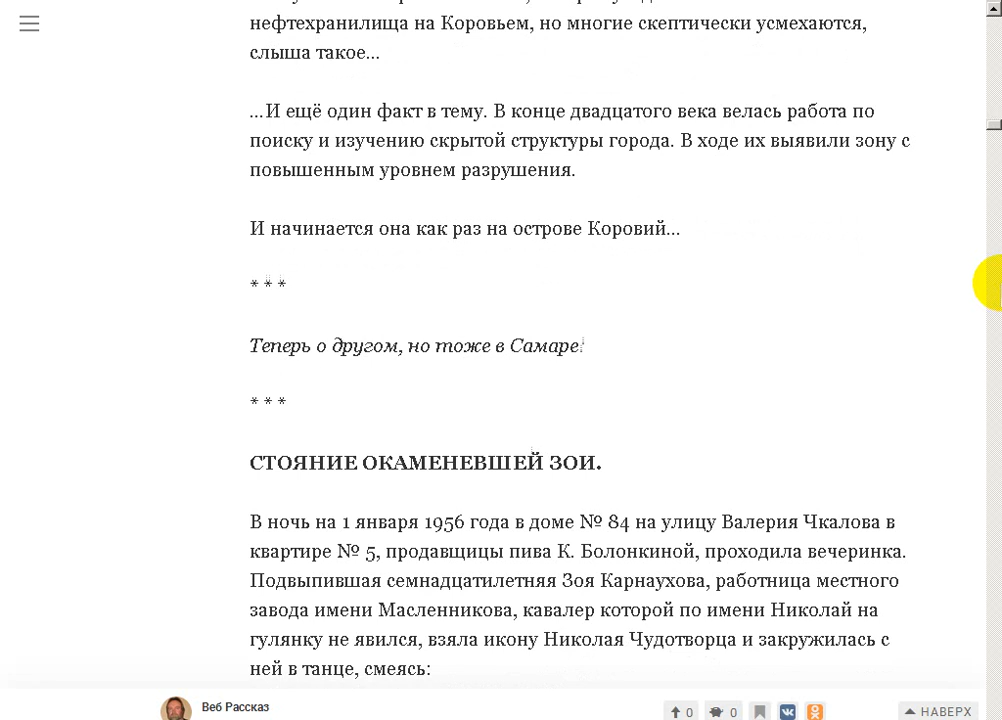 нефтехранилища на Коровьем, но многие скептически усмехаются,
слыша такое...
...И ещё один факт в тему. В конце двадцатого века велась работа по
поиску и изучению скрытой структуры города. В ходе их выявили зону с
повышенным уровнем разрушения.
И начинается она как раз на острове Коровий...
* * *
Теперь о другом, но тоже в Самаре!
* * *
СТОЯНИЕ ОКАМЕНЕВШЕЙ ЗОИ.
В ночь на 1 января 1956 года в доме № 84 на улицу Валерия Чкалова в
квартире № 5, продавщицы пива К. Болонкиной, проходила вечеринка.
Подвыпившая семнадцатилетняя Зоя Карнаухова, работница местного
завода имени Масленникова, кавалер которой по имени Николай на
гулянку не явился, взяла икону Николая Чудотворца и закружилась с
ней в танце, смеясь:
Веб Рассказ
0
0
НАВЕРХ